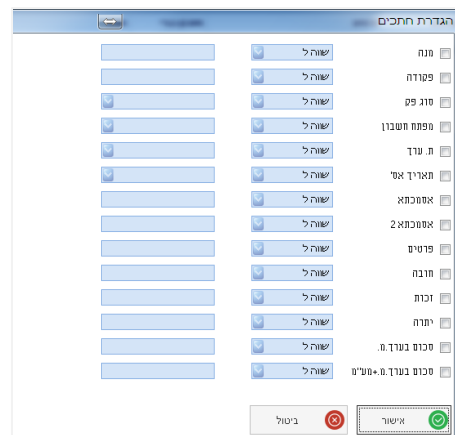 הגדרת חתכים
מנה שווה ל
פקודה שווה ל
סוג פק שווה ל
מפתח חשבון שווה ל
ת. ערך שווה ל
תאריך אס' שווה ל
אסמכתא שווה ל
אסמכתא 2 שווה ל
פרטים שווה ל
חובה שווה ל
זכות שווה ל
יתרה שווה ל
סכום בערך.מ. שווה ל
סכום בערך.מ.+מע"מ שווה ל
אישור ביטול